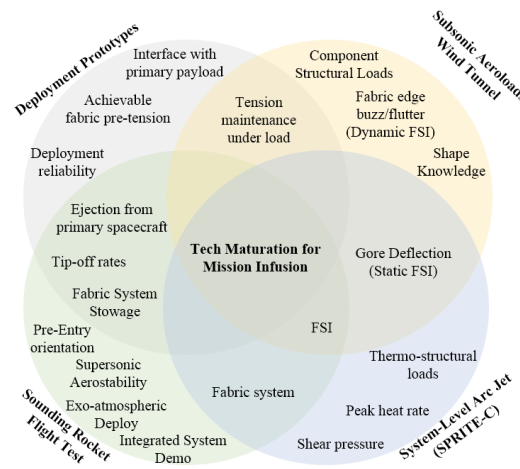 Deployment Prototypes
Interface with
primary payload
Achievable
fabric pre-tension
Deployment
reliability
Component
Structural Loads
Tension
maintenance
under load
Fabric edge
buzz/flutter
(Dynamic FSI)
Shape
Knowledge
Subsonic Aeroloads
Wind Tunnel
Ejection from
primary spacecraft
Tip-off rates
Fabric System
Stowage
Tech Maturation for
Mission Infusion
Gore Deflection
(Static FSI)
FSI
Pre-Entry
orientation
Supersonic
Aerostability
Exo-atmospheric
Deploy
Integrated System
Demo
Fabric system
Thermo-structural
loads
Peak heat rate
Shear pressure
Sounding Rocket
Flight Test
System-Level Arc Jet
(SPRITE-C)